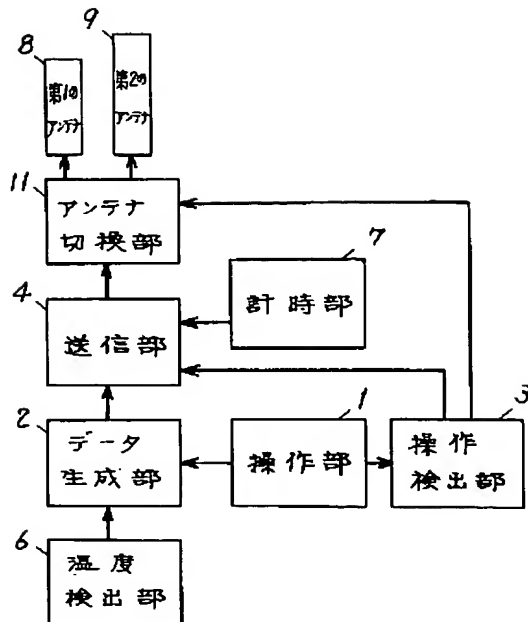 9
8
第1の
アンテナ
第2の
アンテナ
11
アンテナ
切換部
7
計時部
4
送信部
2
データ
生成部
1
操作部
3
操作
検出部
6
温度
検出部